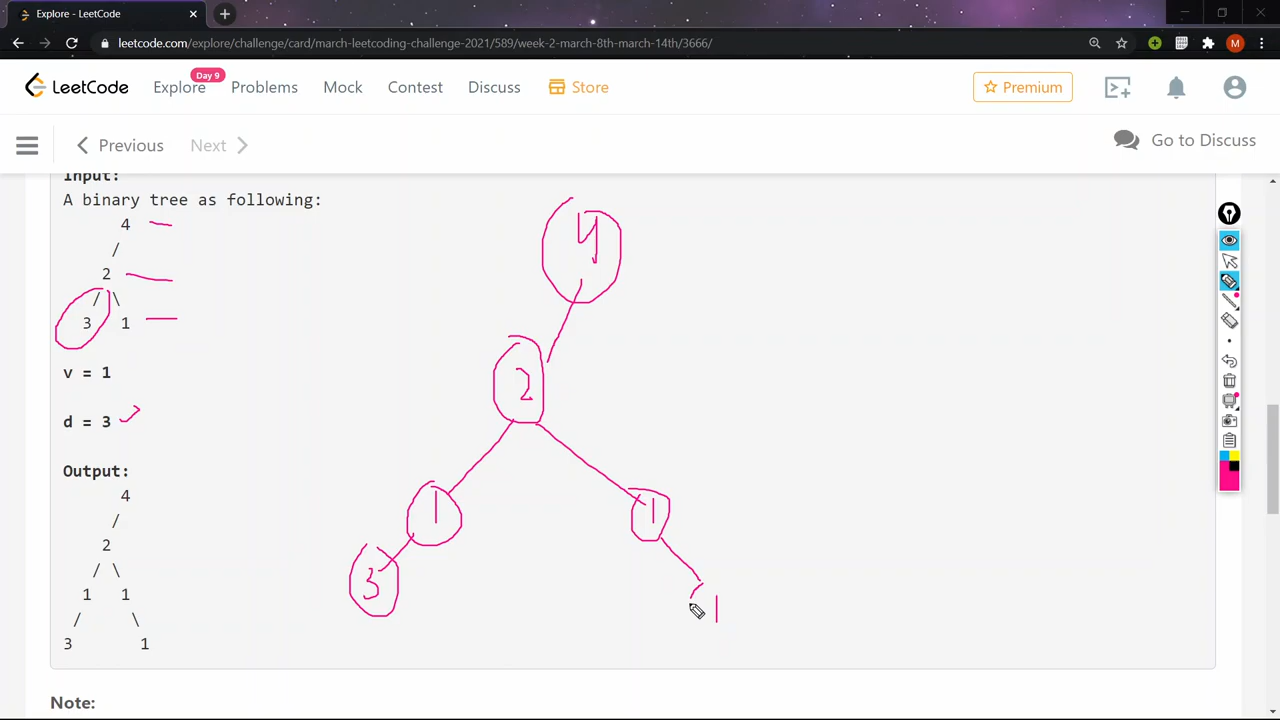 Explore - LeetCode
leetcode.com/explore/challenge/card/march-leetcoding-challenge-2021/589/week-2-march-8th-march-14th/3666/
M
LeetCode
Explore
Day 9
Problems
Mock
Contest
Discuss
Store
Premium
Previous
Next
Go to Discuss
Input:
A binary tree as following:
4
/
2
/ \
3 1
v = 1
d = 3
Output:
4
/
2
/ \
1 1
/ \
3 1
4
2
1 1
3 1
Note: